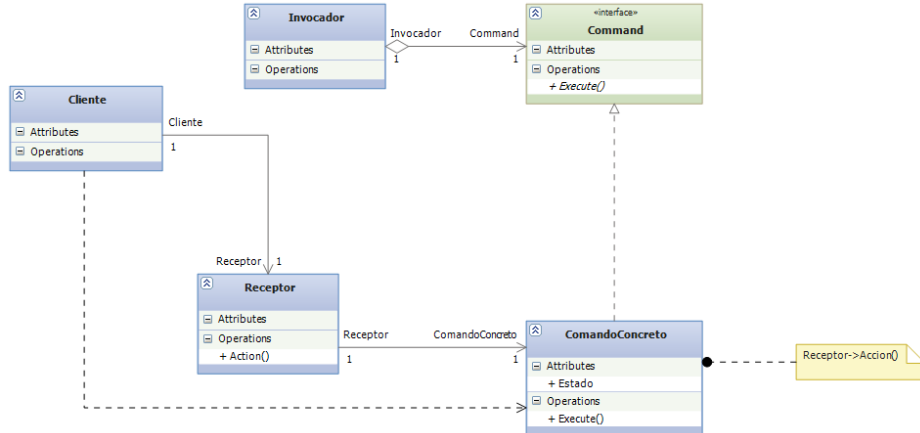 Invocador
Attributes
Operations
Invocador
Command
1
1
«interface»
Command
Attributes
Operations
+ Execute()
Cliente
Attributes
Operations
Cliente
1
Receptor
1
Receptor
Attributes
Operations
+ Action()
Receptor
ComandoConcreto
1
1
ComandoConcreto
Attributes
+ Estado
Operations
+ Execute()
Receptor->Accion()